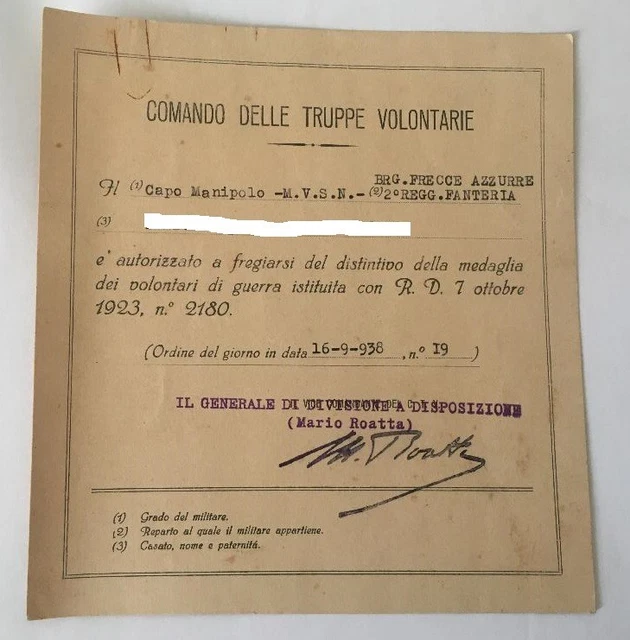 COMANDO DELLE TRUPPE VOLONTARIE
BRG.FRECCE AZZURRE
Il (1) Capo Manipolo -M.V.S.N.- (2) 2°REGG.FANTERIA
(3)
e' autorizzato a fregiarsi del distintivo della medaglia
dei volontari di guerra istituita con R. D. 7 ottobre
1923, n.° 2180.
(Ordine del giorno in data 16-9-938 , n.° I9 )
IL GENERALE DI DIVISIONE A DISPOSIZIONE
(Mario Roatta)
M. Roatta
(1) Grado del militare.
(2) Reparto al quale il militare appartiene.
(3) Casato, nome e paternitá.